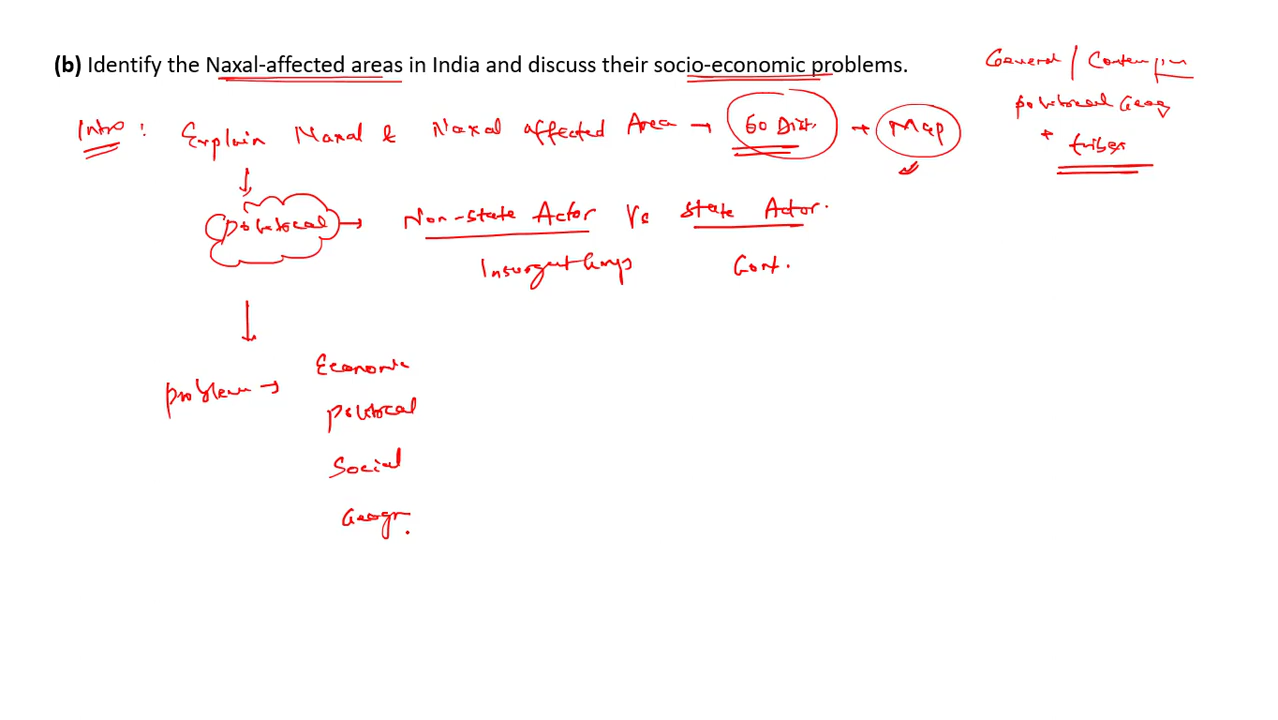 (b) Identify the Naxal-affected areas in India and discuss their socio-economic problems.
General / Contemp
political Geog
+ tribes
Intro : Explain Naxal & Naxal affected Area → 60 Dist. + Map
political → Non-state Actor Vs State Actor.
Insurgent Grops Govt.
problem → Economic
Political
Social
Geogr.